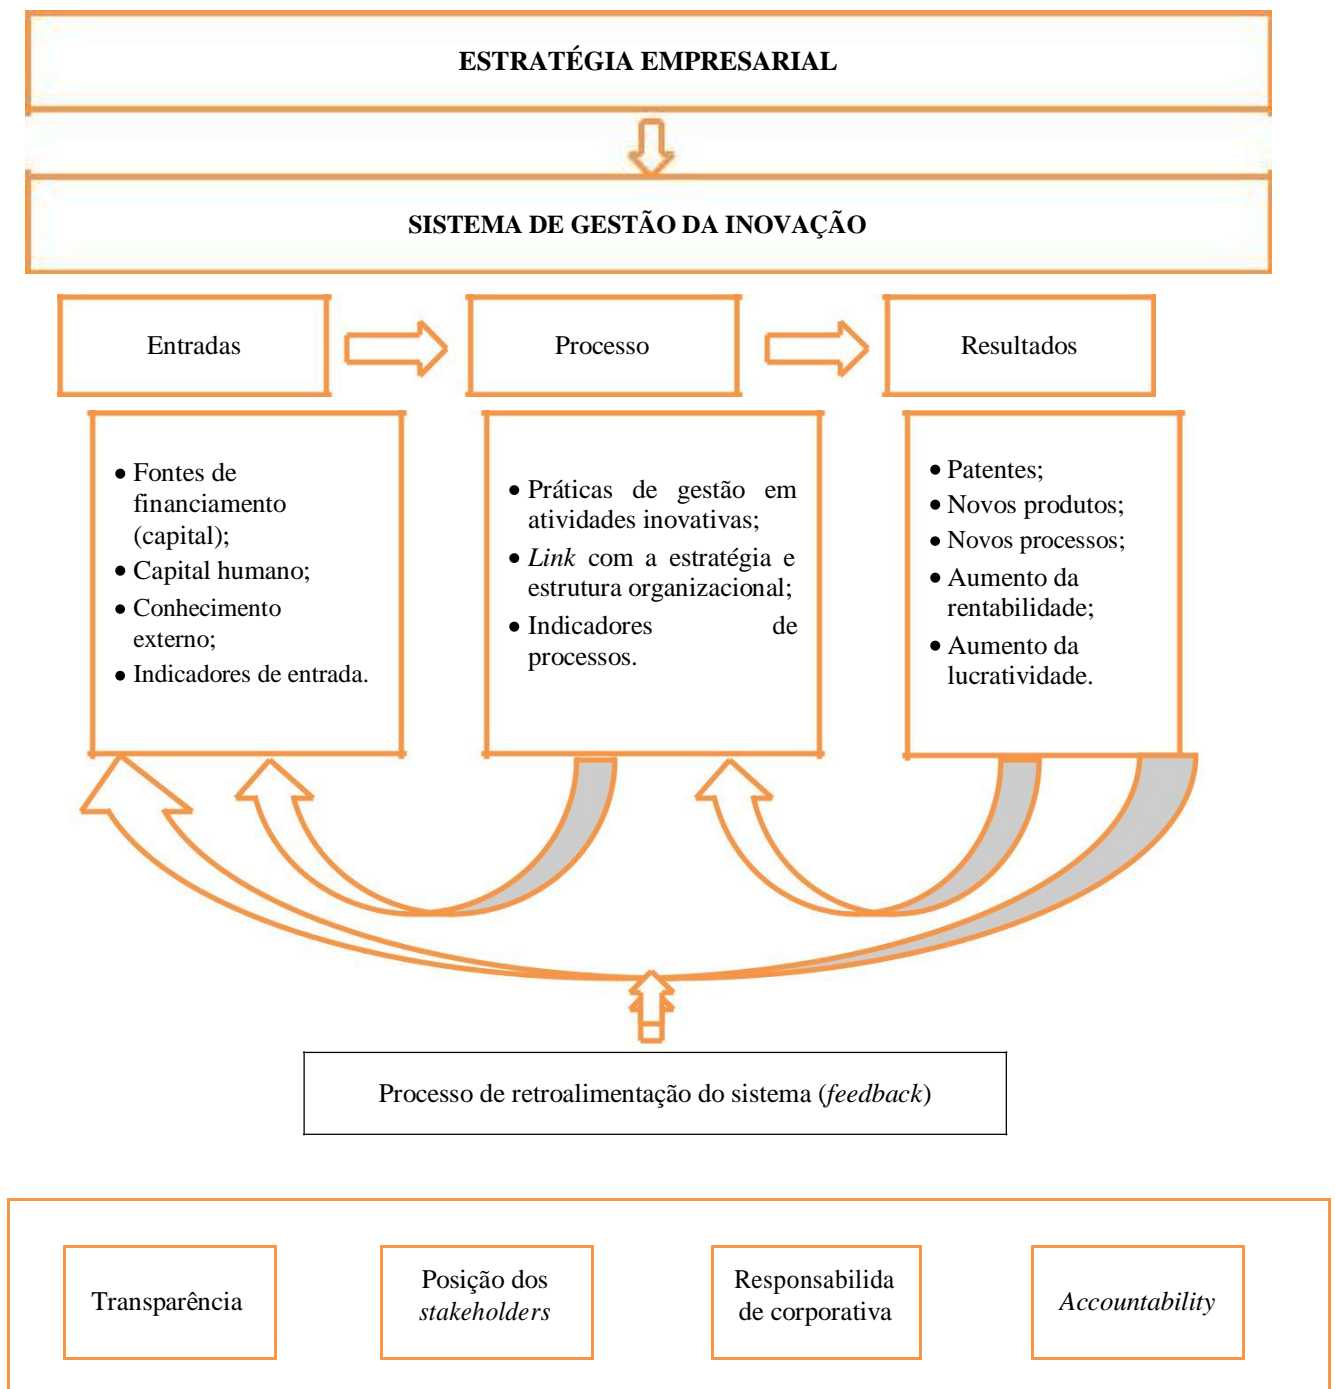 ESTRATÉGIA EMPRESARIAL
SISTEMA DE GESTÃO DA INOVAÇÃO
Entradas
Processo
Resultados
• Fontes de
financiamento
(capital);
• Capital humano;
• Conhecimento
externo;
• Indicadores de entrada.
• Práticas de gestão em
atividades inovativas;
• Link com a estratégia e
estrutura organizacional;
• Indicadores de
processos.
• Patentes;
• Novos produtos;
• Novos processos;
• Aumento da
rentabilidade;
• Aumento da
lucratividade.
Processo de retroalimentação do sistema (feedback)
Transparência
Posição dos
stakeholders
Responsabilida
de corporativa
Accountability